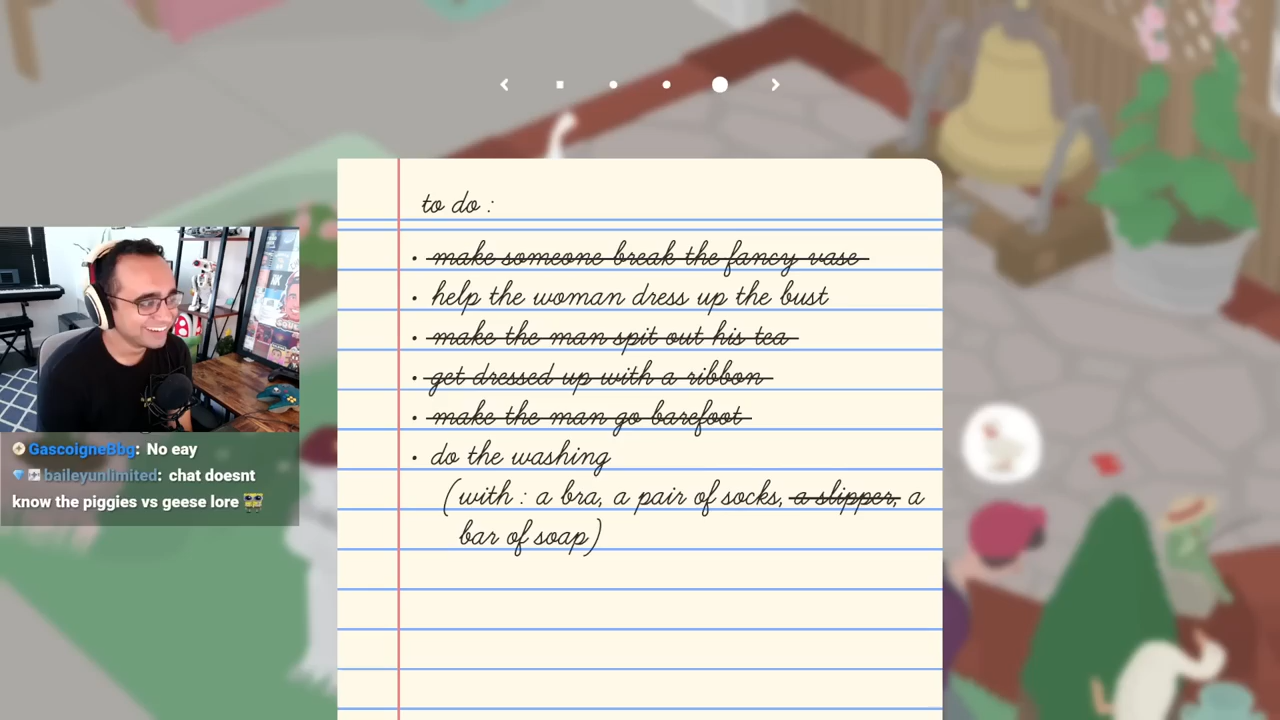 to do :
· make someone break the fancy vase
· help the woman dress up the bust
· make the man spit out his tea
· get dressed up with a ribbon
· make the man go barefoot
· do the washing
(with : a bra, a pair of socks, a slipper, a
bar of soap)
GascoigneBbg: No eay
baileyunlimited: chat doesnt
know the piggies vs geese lore